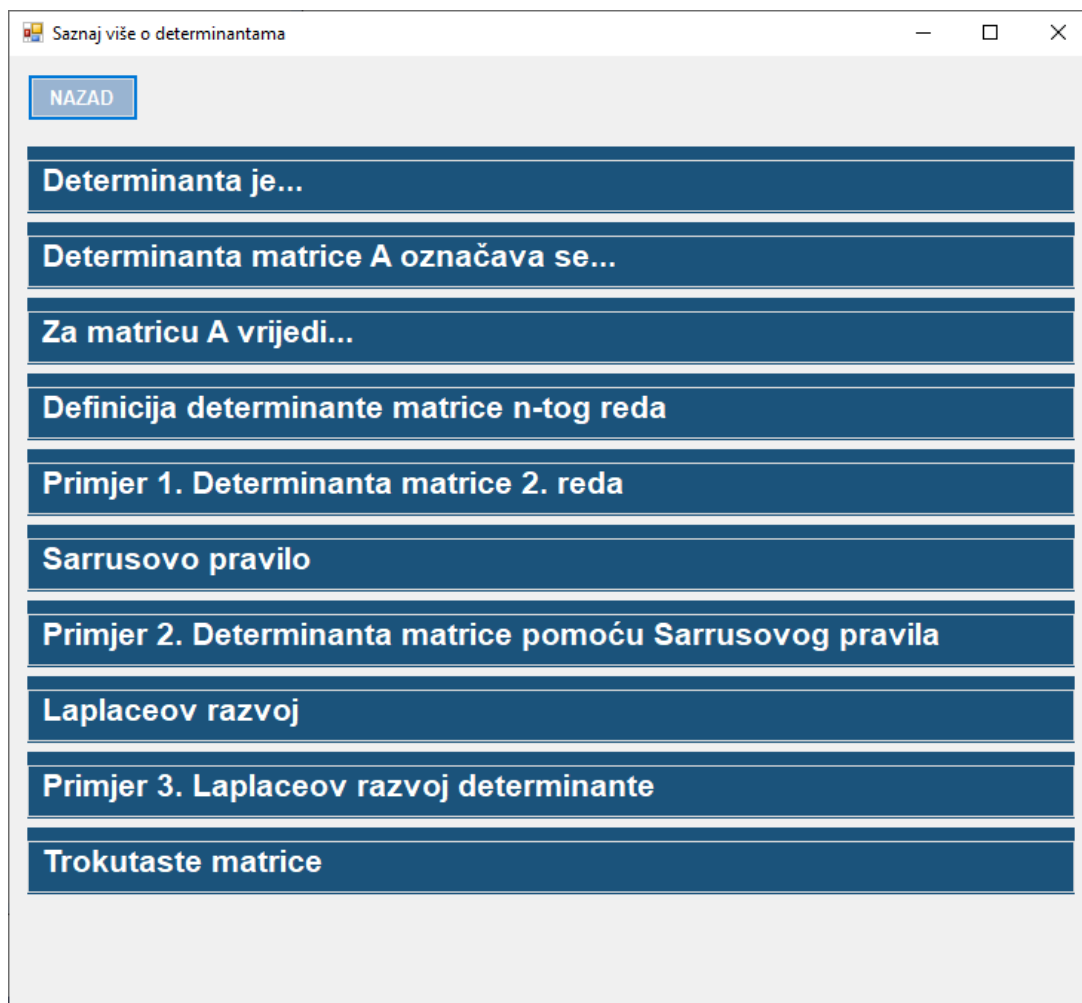 Saznaj više o determinantama
NAZAD
Determinanta je...
Determinanta matrice A označava se...
Za matricu A vrijedi...
Definicija determinante matrice n-tog reda
Primjer 1. Determinanta matrice 2. reda
Sarrusovo pravilo
Primjer 2. Determinanta matrice pomoću Sarrusovog pravila
Laplaceov razvoj
Primjer 3. Laplaceov razvoj determinante
Trokutaste matrice